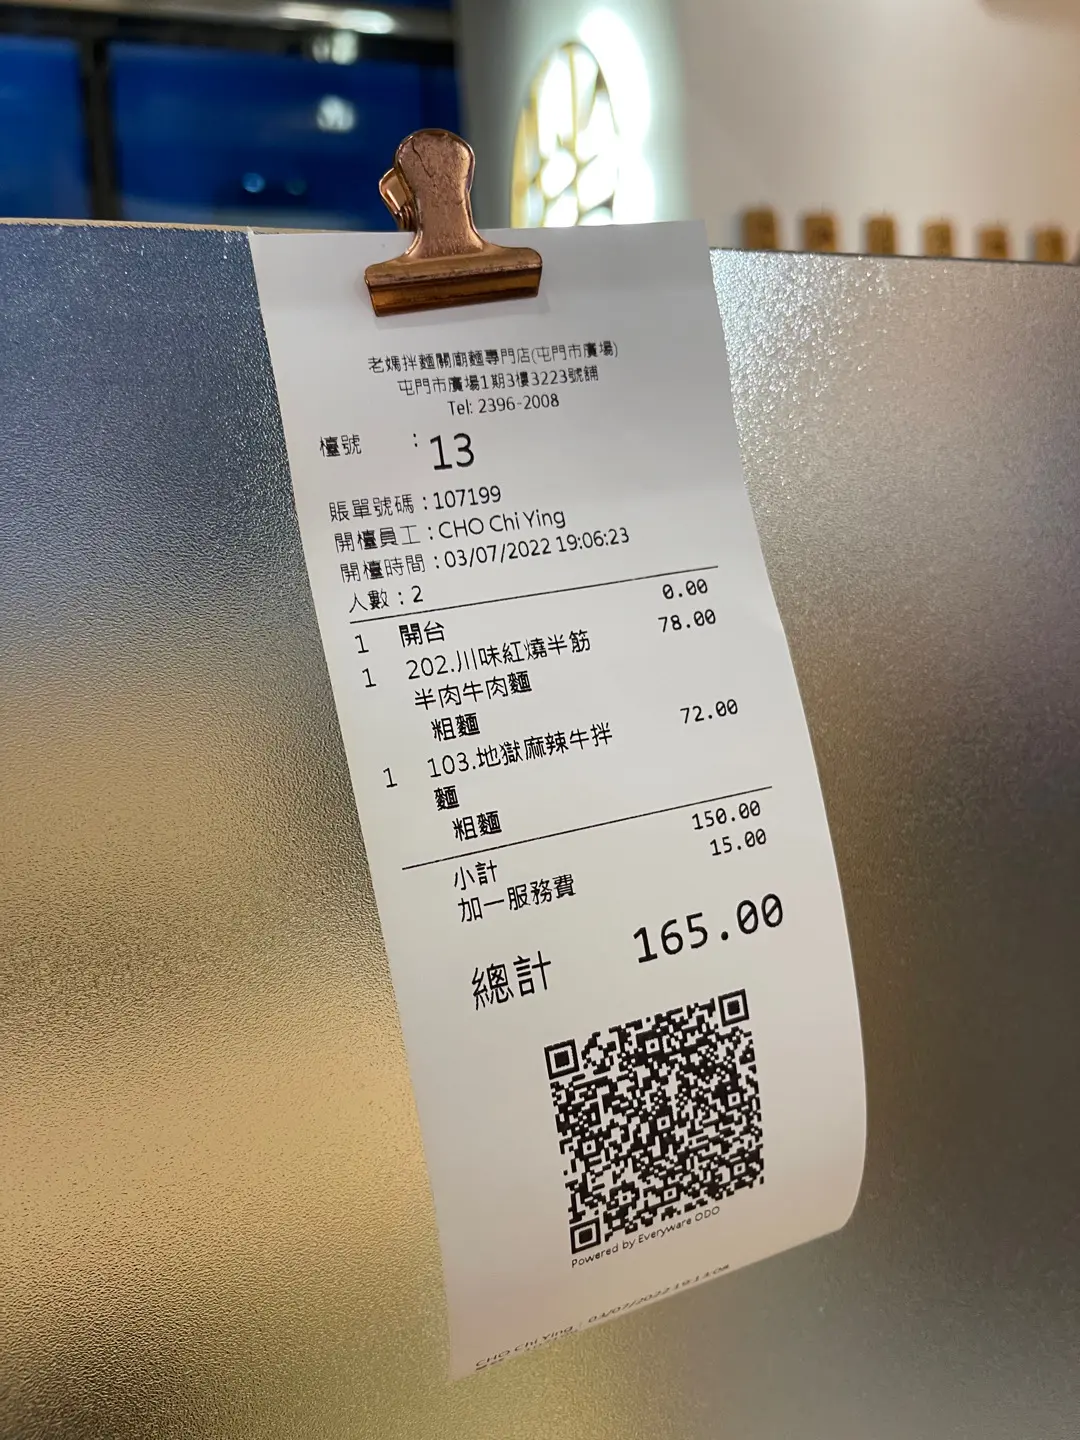 老媽拌麵關廟麵專門店(屯門市廣場)
屯門市廣場1期3樓3223號舖
Tel: 2396-2008
檯號 : 13
賬單號碼 : 107199
開檯員工 : CHO Chi Ying
開檯時間 : 03/07/2022 19:06:23
人數 : 2
1 開台 0.00
1 202.川味紅燒半筋 78.00
半肉牛肉麵
粗麵
1 103.地獄麻辣牛拌 72.00
麵
粗麵
小計 150.00
加一服務費 15.00
總計 165.00
Powered by Everyware ODO
CHO Chi Ying : 03/07/2022